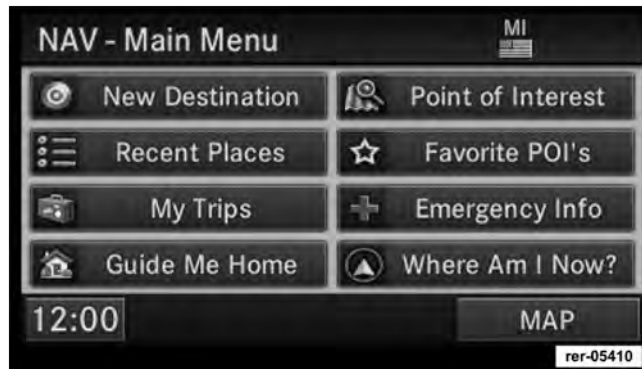 NAV - Main Menu
MI
New Destination
Point of Interest
Recent Places
Favorite POI's
My Trips
Emergency Info
Guide Me Home
Where Am I Now?
12:00
MAP
rer-05410